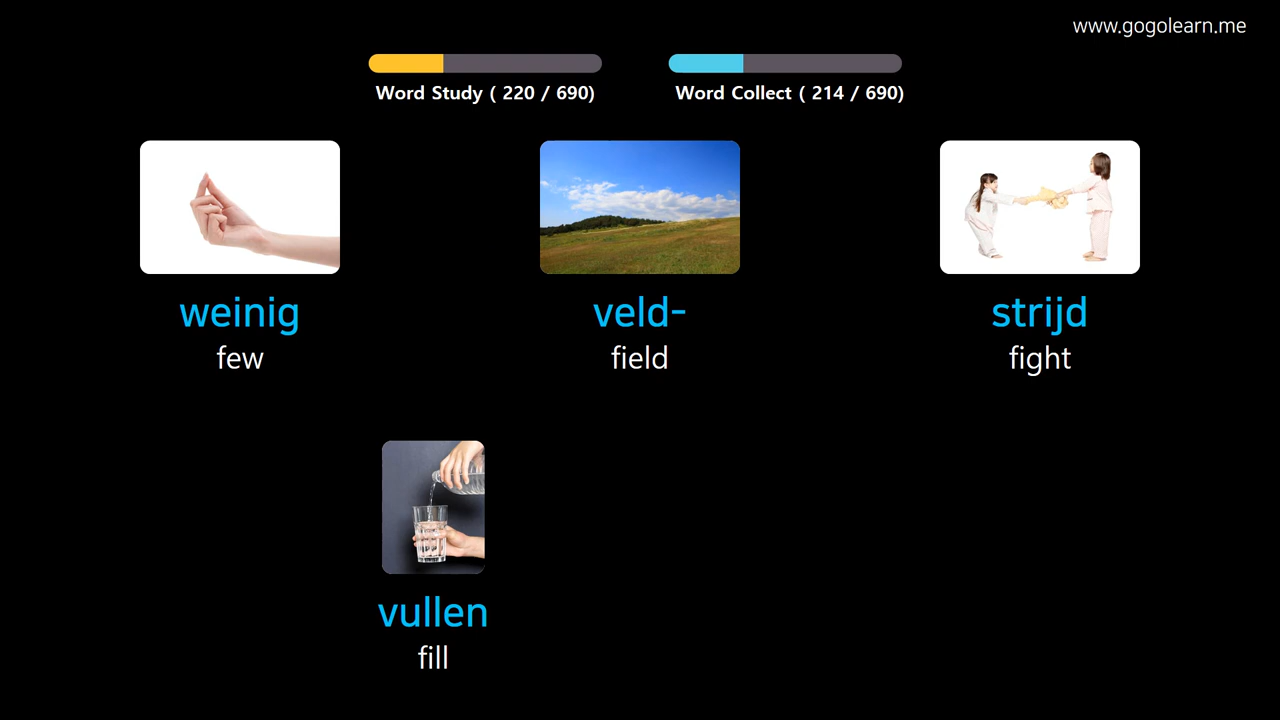 www.gogolearn.me
Word Study ( 220 / 690)
Word Collect ( 214 / 690)
weinig
few
veld-
field
strijd
fight
vullen
fill